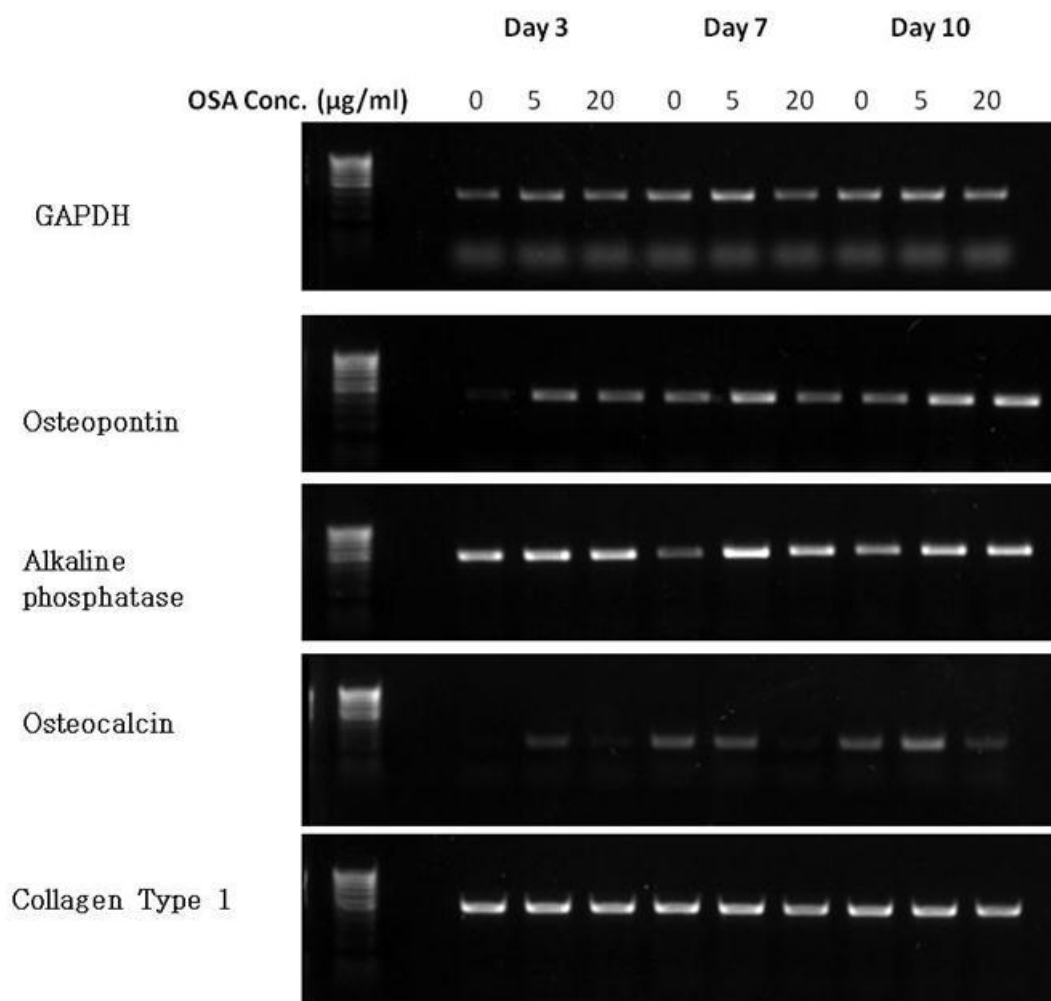 Day 3 Day 7 Day 10
OSA Conc. (µg/ml) 0 5 20 0 5 20 0 5 20
GAPDH
Osteopontin
Alkaline
phosphatase
Osteocalcin
Collagen Type 1